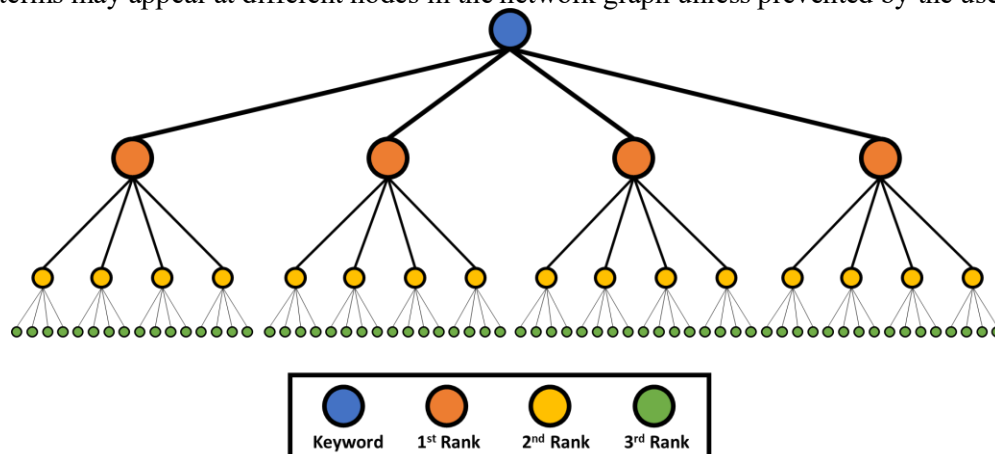 terms may appear at different nodes in the network graph unless prevented by the use
Keyword 1st Rank 2nd Rank 3rd Rank